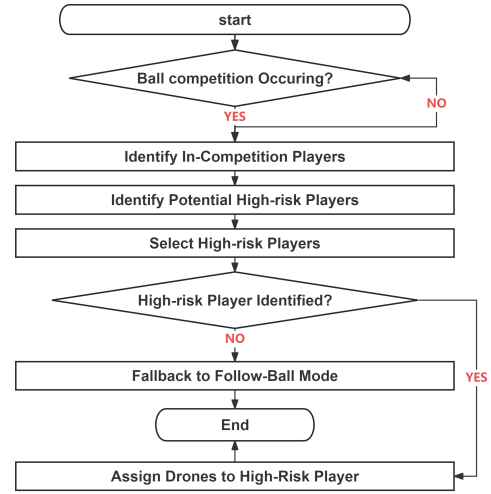 start
Ball competition Occuring?
NO
YES
Identify In-Competition Players
Identify Potential High-risk Players
Select High-risk Players
High-risk Player Identified?
NO
Fallback to Follow-Ball Mode
YES
End
Assign Drones to High-Risk Player